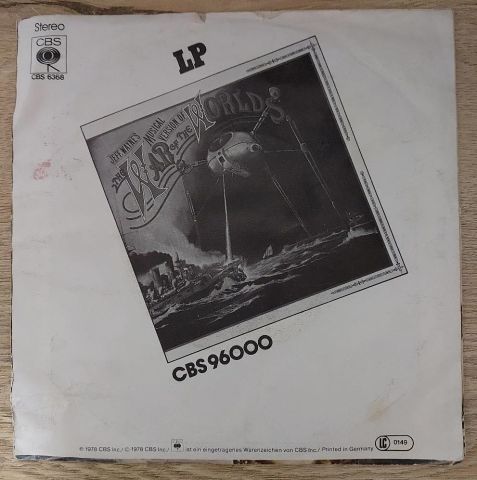 Stereo
CBS
CBS 6368
LP
JEFF WAYNE'S
MUSICAL
VERSION OF
THE WAR OF THE WORLDS
CBS 96000
℗ 1978 CBS Inc./ © 1978 CBS Inc./ ist ein eingetragenes Warenzeichen von CBS Inc./ Printed in Germany
LC 0149